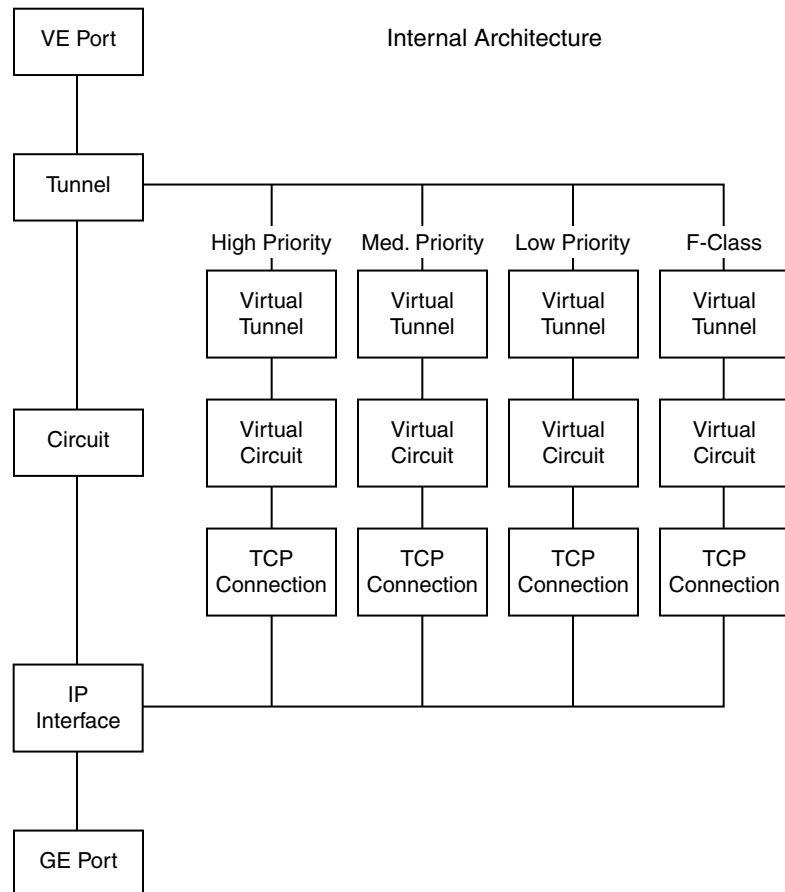 VE Port
Internal Architecture
Tunnel
High Priority
Med. Priority
Low Priority
F-Class
Virtual
Tunnel
Virtual
Tunnel
Virtual
Tunnel
Virtual
Tunnel
Circuit
Virtual
Circuit
Virtual
Circuit
Virtual
Circuit
Virtual
Circuit
TCP
Connection
TCP
Connection
TCP
Connection
TCP
Connection
IP
Interface
GE Port